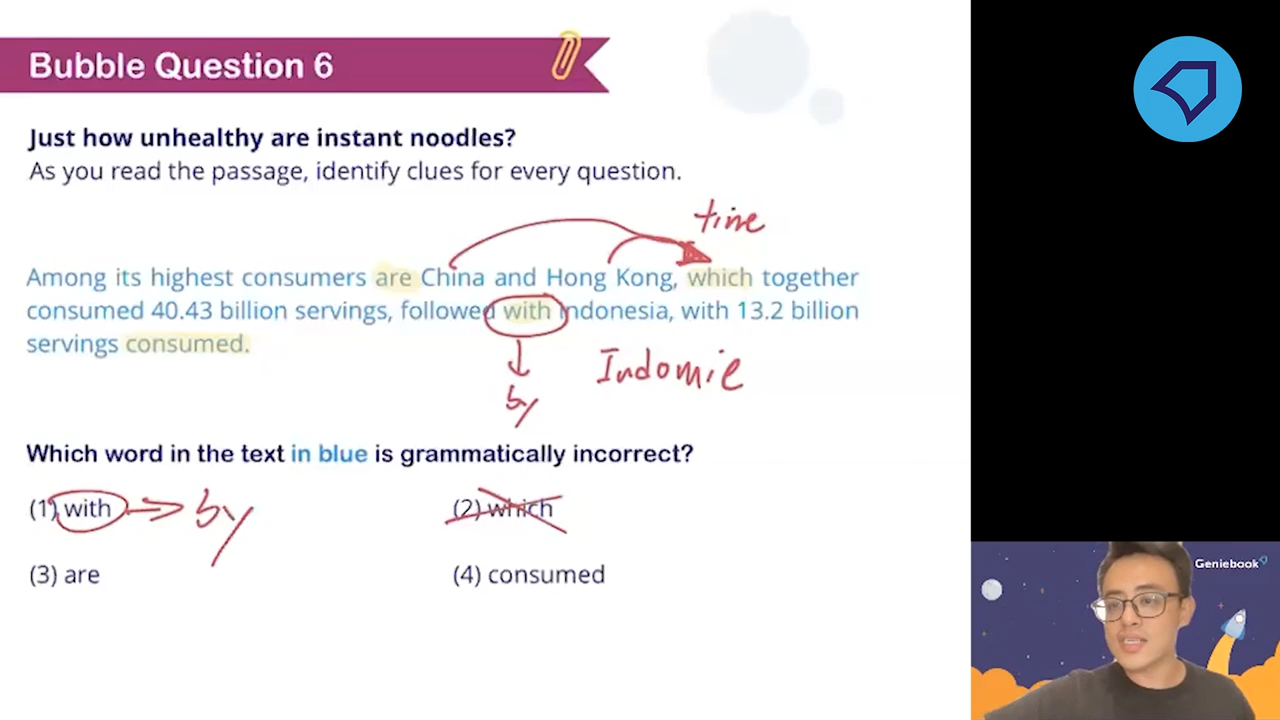 Bubble Question 6
Just how unhealthy are instant noodles?
As you read the passage, identify clues for every question.
tine
Among its highest consumers are China and Hong Kong, which together
consumed 40.43 billion servings, followed with Indonesia, with 13.2 billion
servings consumed.
Indomie
by
Which word in the text in blue is grammatically incorrect?
(1) with by
(2) which
(3) are
(4) consumed
Geniebook